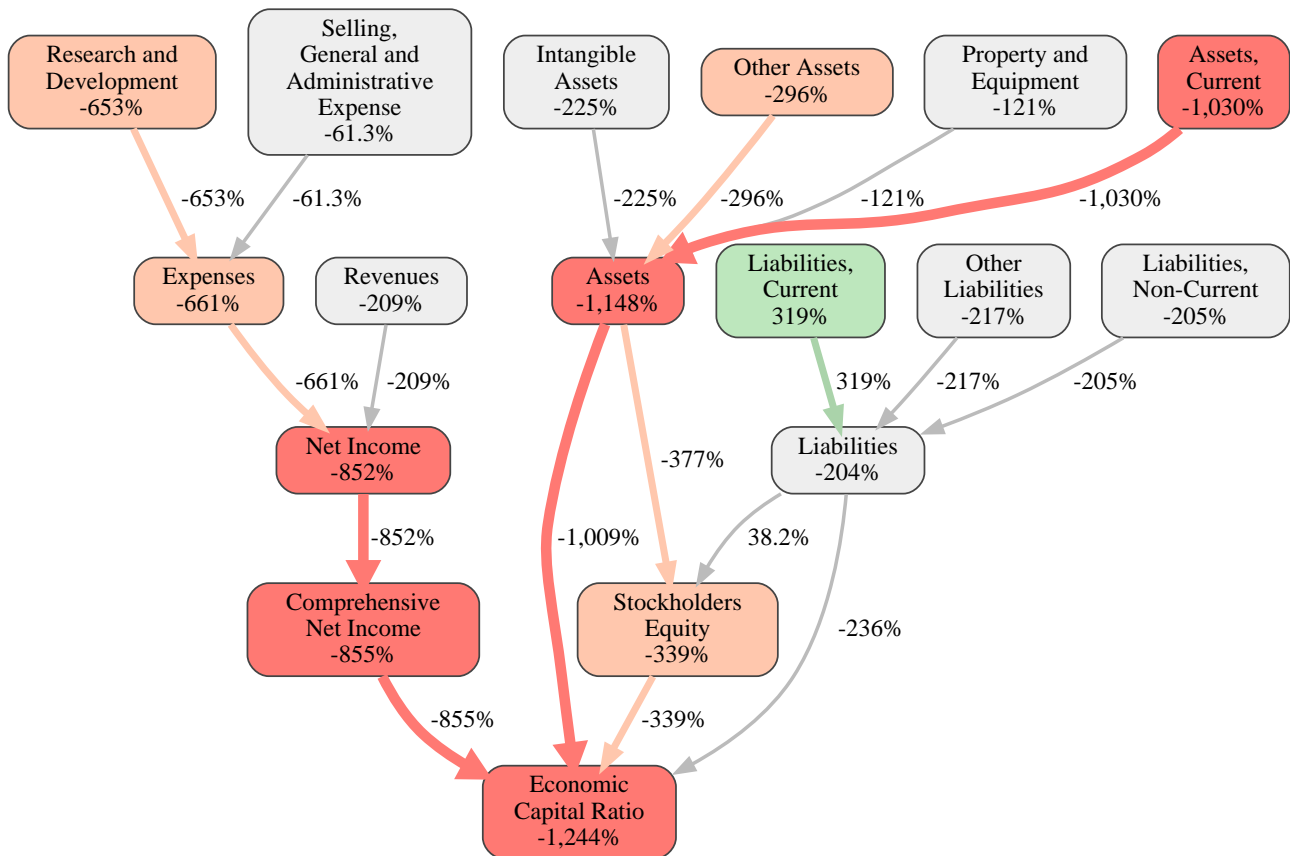 Research and
Development
-653%
Selling,
General and
Administrative
Expense
-61.3%
Intangible
Assets
-225%
Other Assets
-296%
Property and
Equipment
-121%
Assets,
Current
-1,030%
-653%
-61.3%
-225%
-296%
-121%
-1,030%
Expenses
-661%
Revenues
-209%
Assets
-1,148%
Liabilities,
Current
319%
Other
Liabilities
-217%
Liabilities,
Non-Current
-205%
-661%
-209%
319%
-217%
-205%
Net Income
-852%
-377%
Liabilities
-204%
-852%
-1,009%
38.2%
Comprehensive
Net Income
-855%
Stockholders
Equity
-339%
-236%
-855%
-339%
Economic
Capital Ratio
-1,244%